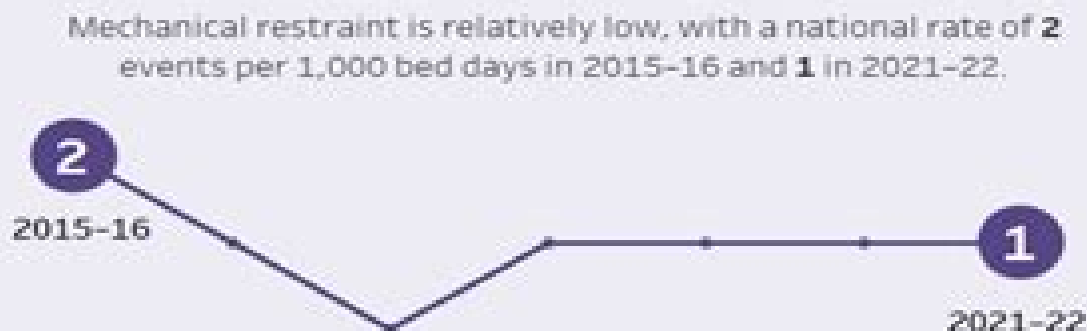 Mechanical restraint is relatively low, with a national rate of 2
events per 1,000 bed days in 2015–16 and 1 in 2021–22.
2
2015–16
1
2021–22